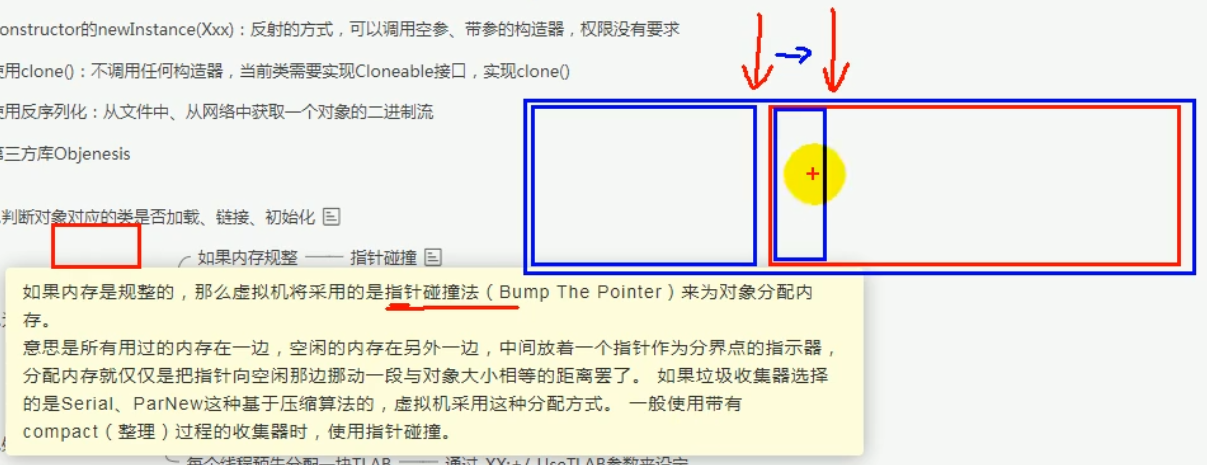 onstructor的newInstance(Xxx)：反射的方式，可以调用空参、带参的构造器，权限没有要求
使用clone()：不调用任何构造器，当前类需要实现Cloneable接口，实现clone()
使用反序列化：从文件中、从网络中获取一个对象的二进制流
第三方库Objenesis
判断对象对应的类是否加载、链接、初始化
如果内存规整 指针碰撞
如果内存是规整的，那么虚拟机将采用的是指针碰撞法（Bump The Pointer）来为对象分配内
存。
意思是所有用过的内存在一边，空闲的内存在另外一边，中间放着一个指针作为分界点的指示器，
分配内存就仅仅是把指针向空闲那边挪动一段与对象大小相等的距离罢了。 如果垃圾收集器选择
的是Serial、ParNew这种基于压缩算法的，虚拟机采用这种分配方式。 一般使用带有
compact（整理）过程的收集器时，使用指针碰撞。
每个线程预先分配一块TLAB 通过-XX:+/-UseTLAB参数来设定